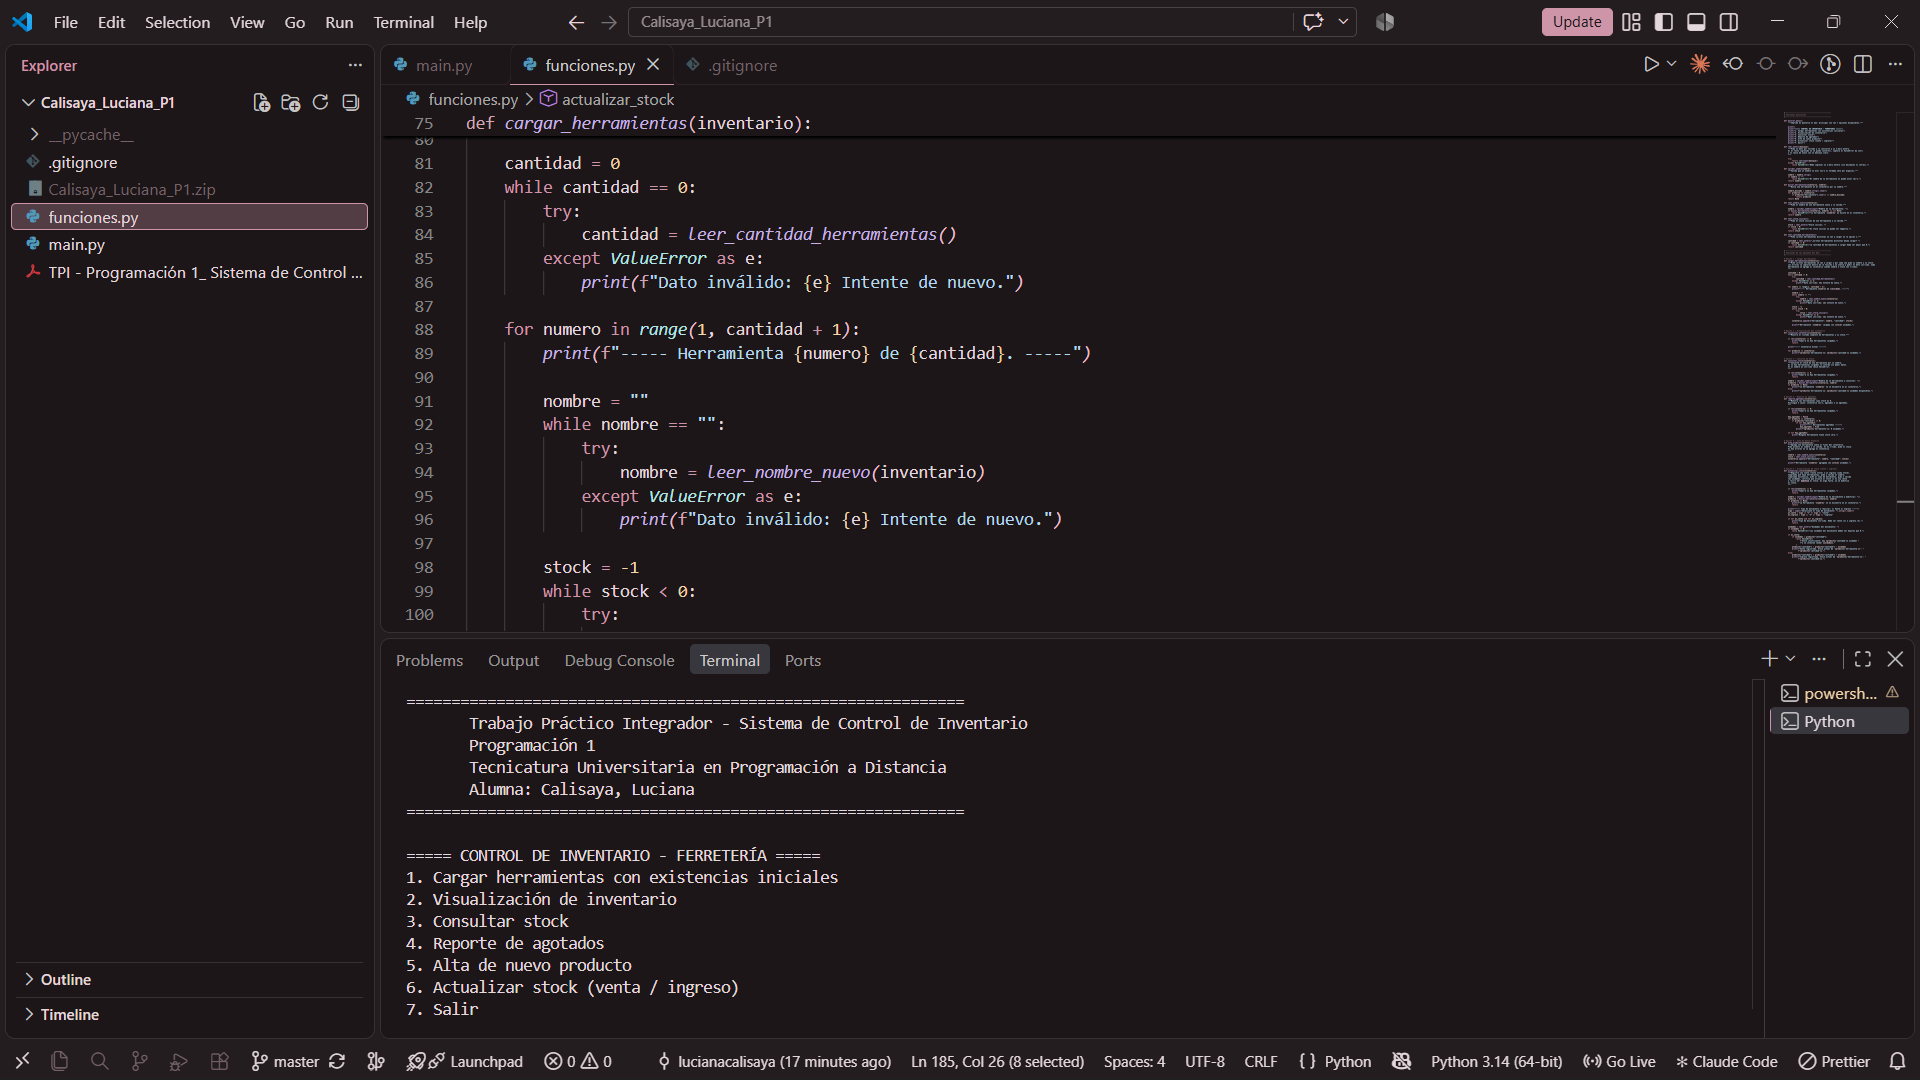 File Edit Selection View Go Run Terminal Help
Calisaya_Luciana_P1
Update
Explorer
Calisaya_Luciana_P1
__pycache__
.gitignore
Calisaya_Luciana_P1.zip
funciones.py
main.py
TPI - Programación 1_ Sistema de Control ...
Outline
Timeline
main.py funciones.py .gitignore
funciones.py > actualizar_stock
75 def cargar_herramientas(inventario):
80
81 cantidad = 0
82 while cantidad == 0:
83 try:
84 cantidad = leer_cantidad_herramientas()
85 except ValueError as e:
86 print(f"Dato inválido: {e} Intente de nuevo.")
87
88 for numero in range(1, cantidad + 1):
89 print(f"----- Herramienta {numero} de {cantidad}. -----")
90
91 nombre = ""
92 while nombre == "":
93 try:
94 nombre = leer_nombre_nuevo(inventario)
95 except ValueError as e:
96 print(f"Dato inválido: {e} Intente de nuevo.")
97
98 stock = -1
99 while stock < 0:
100 try:
Problems Output Debug Console Terminal Ports
powersh...
Python
==============================================================
Trabajo Práctico Integrador - Sistema de Control de Inventario
Programación 1
Tecnicatura Universitaria en Programación a Distancia
Alumna: Calisaya, Luciana
==============================================================
===== CONTROL DE INVENTARIO - FERRETERÍA =====
1. Cargar herramientas con existencias iniciales
2. Visualización de inventario
3. Consultar stock
4. Reporte de agotados
5. Alta de nuevo producto
6. Actualizar stock (venta / ingreso)
7. Salir
master Launchpad 0 0 lucianacalisaya (17 minutes ago) Ln 185, Col 26 (8 selected) Spaces: 4 UTF-8 CRLF { } Python Python 3.14 (64-bit) Go Live Claude Code Prettier